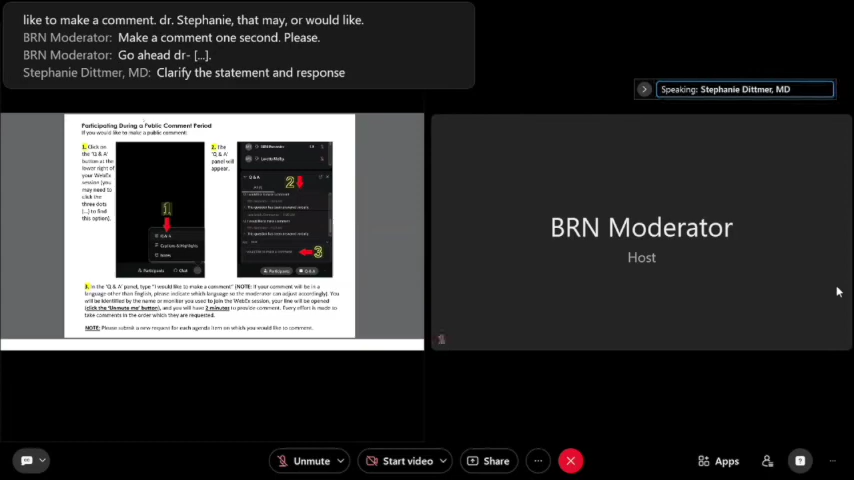 like to make a comment. dr. Stephanie, that may, or would like.
BRN Moderator: Make a comment one second. Please.
BRN Moderator: Go ahead dr- [...].
Stephanie Dittmer, MD: Clarify the statement and response
Speaking: Stephanie Dittmer, MD
Participating During a Public Comment Period
If you would like to make a public comment:
1. Click on
the 'Q & A'
button at the
lower right of
your WebEx
session (you
may need to
click the
three dots
(...) to find
this option).
1
Q & A
Participants
Chat
2. The
'Q & A'
panel will
appear.
BRN Moderator
Q & A
2
3
Participants
Q & A
3. In the 'Q & A' panel, type "I would like to make a comment" (NOTE: If your comment will be in a
language other than English, please indicate which language so the moderator can adjust accordingly). You
will be identified by the name or moniker you used to join the WebEx session, your line will be opened
(click the 'Unmute me' button), and you will have 2 minutes to provide comment. Every effort is made to
take comments in the order which they are requested.
NOTE: Please submit a new request for each agenda item on which you would like to comment.
BRN Moderator
Host
Unmute
Start video
Share
Apps